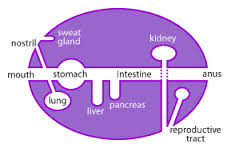 sweat
gland
nostril
kidney
mouth
stomach
intestine
anus
lung
liver
pancreas
reproductive
tract